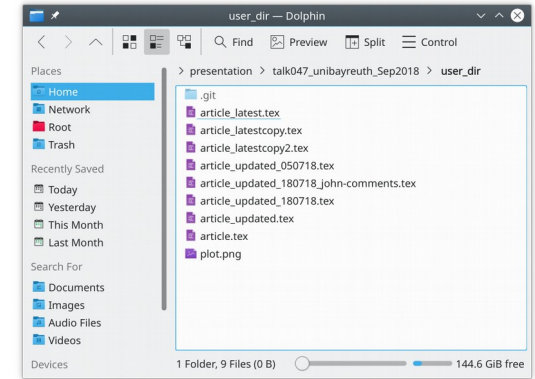 user_dir — Dolphin
Find Preview Split Control
Places
Home
Network
Root
Trash
Recently Saved
Today
Yesterday
This Month
Last Month
Search For
Documents
Images
Audio Files
Videos
Devices
> presentation > talk047_unibayreuth_Sep2018 > user_dir
.git
article_latest.tex
article_latestcopy.tex
article_latestcopy2.tex
article_updated_050718.tex
article_updated_180718_john-comments.tex
article_updated_180718.tex
article_updated.tex
article.tex
plot.png
1 Folder, 9 Files (0 B) 144.6 GiB free